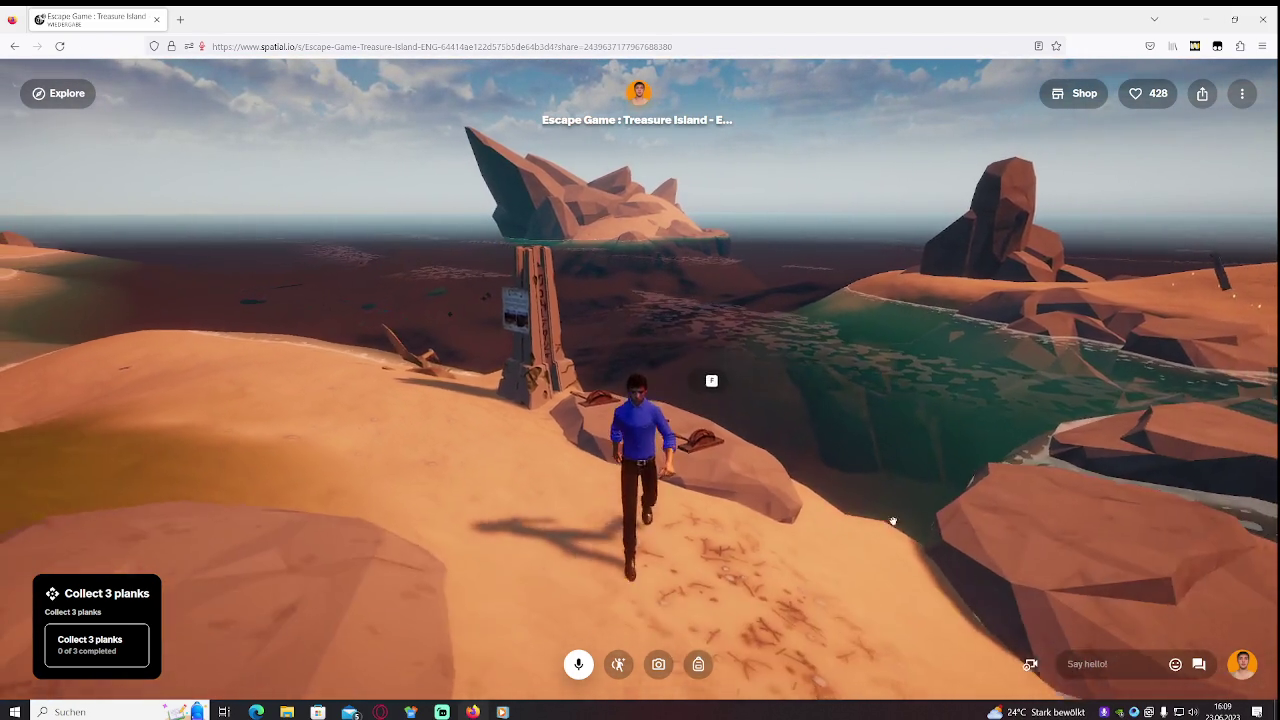 Escape Game : Treasure Island
WIEDERGABE
https://www.spatial.io/s/Escape-Game-Treasure-Island-ENG-64414ae122d575b5de64b3d4?share=2439637177967688380
Explore
Escape Game : Treasure Island - E...
Shop
428
F
Collect 3 planks
Collect 3 planks
Collect 3 planks
0 of 3 completed
Say hello!
Suchen
24°C Stark bewölkt
16:09
23.06.2023